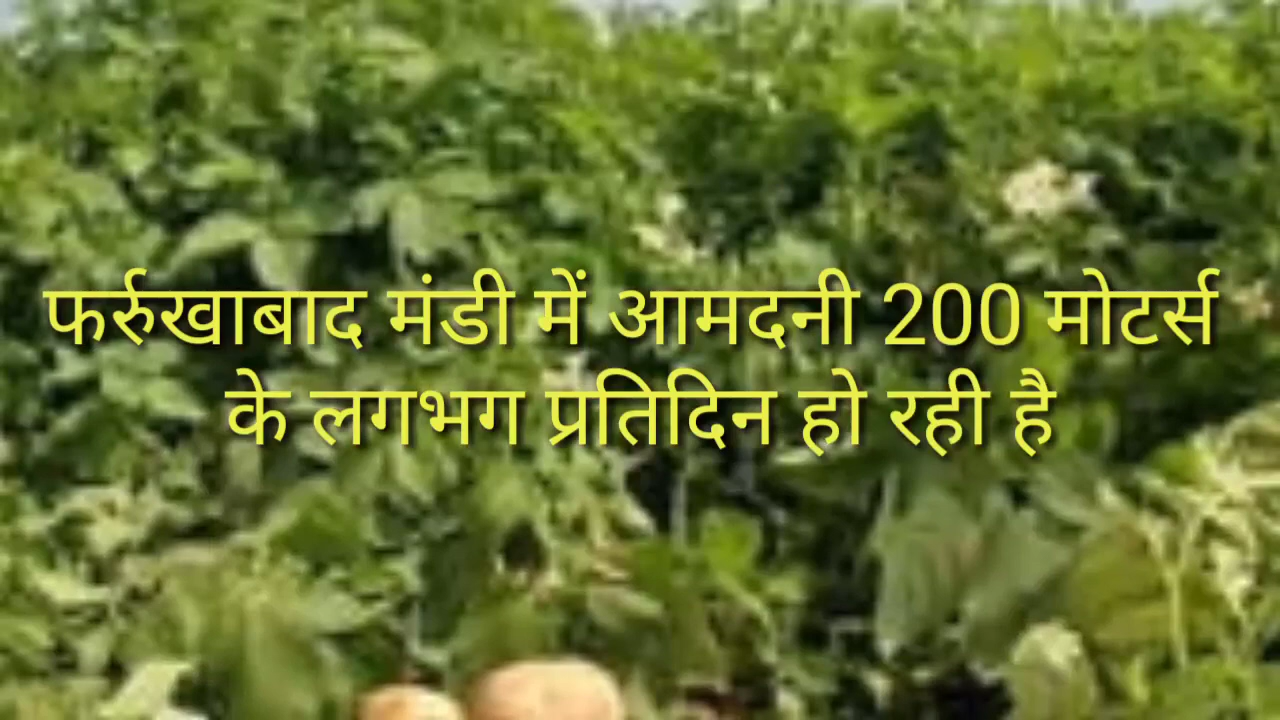 फर्रुखाबाद मंडी में आमदनी 200 मोटर्स
के लगभग प्रतिदिन हो रही है